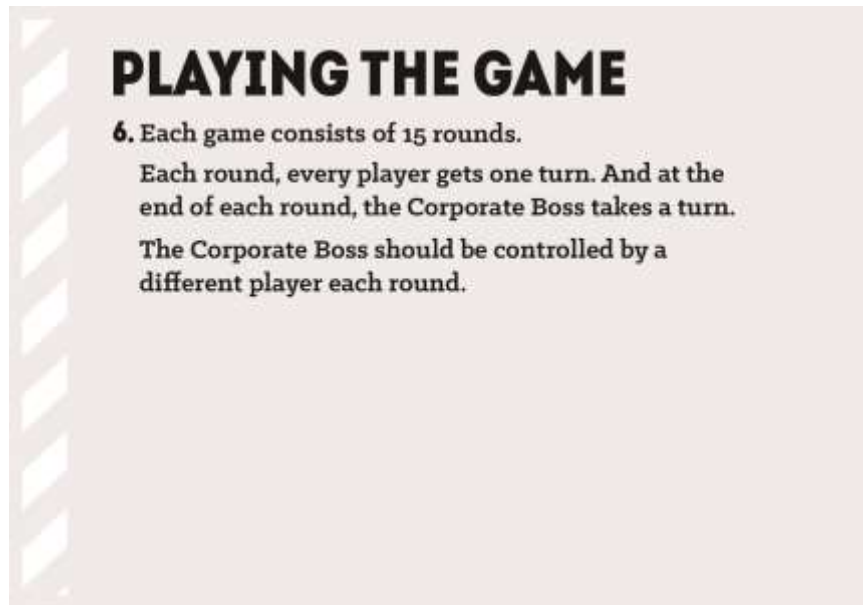 PLAYING THE GAME
6. Each game consists of 15 rounds.
Each round, every player gets one turn. And at the
end of each round, the Corporate Boss takes a turn.
The Corporate Boss should be controlled by a
different player each round.